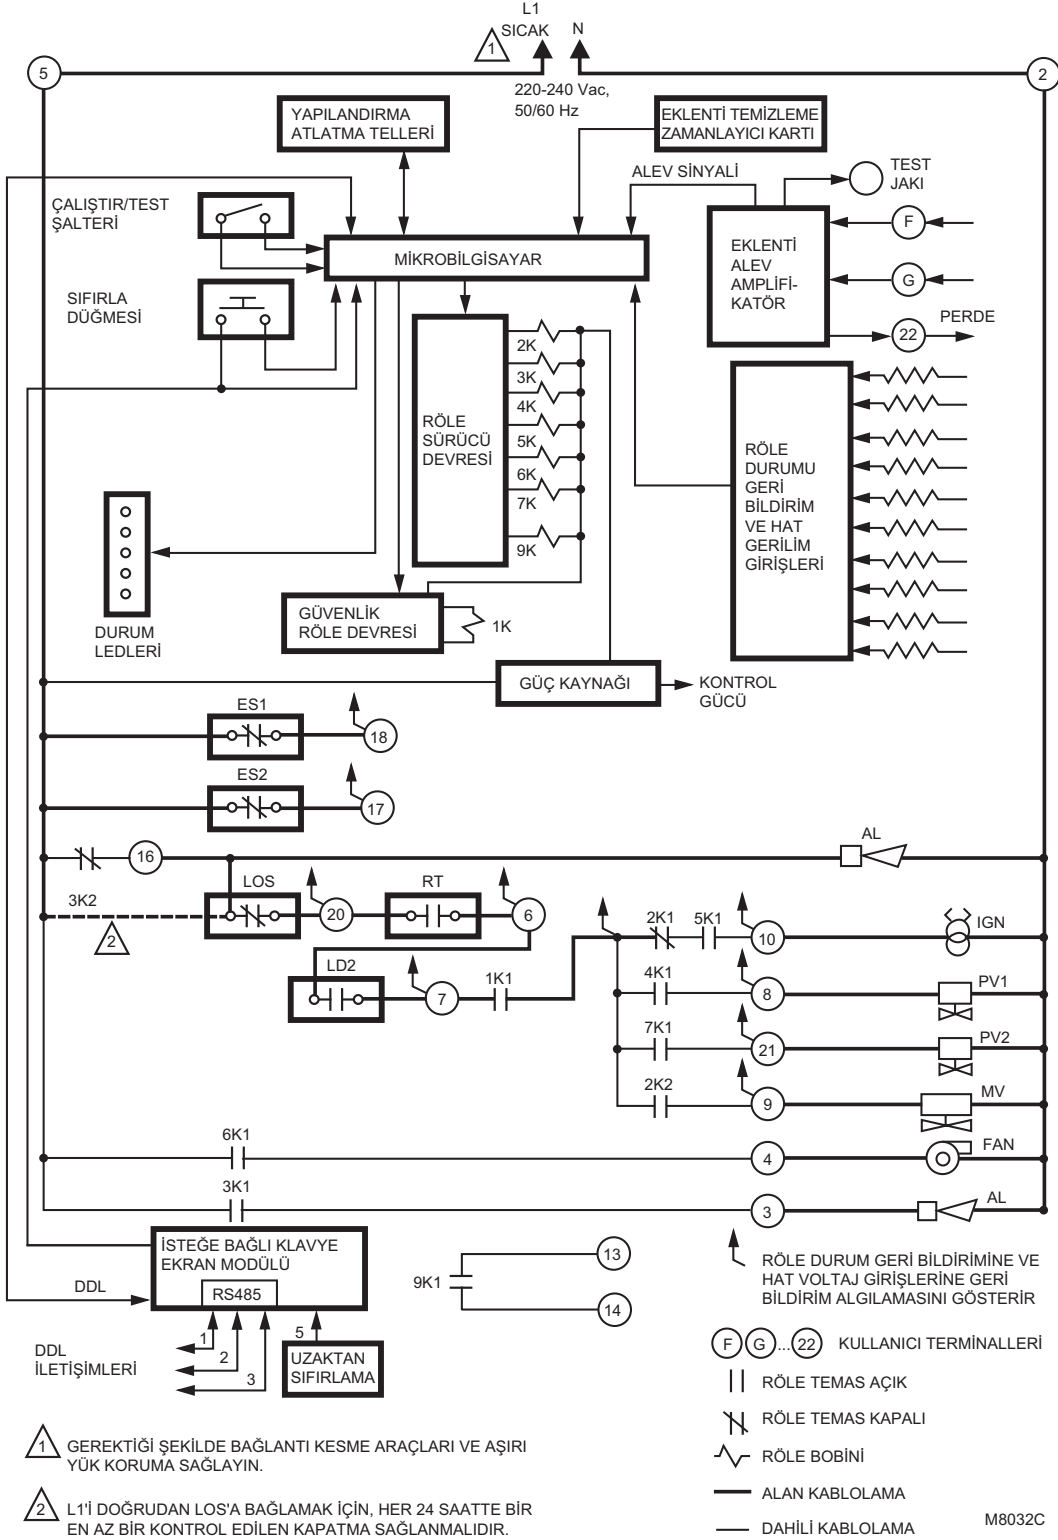 L1
SICAK
N
1
5
2
220-240 Vac,
50/60 Hz
YAPILANDIRMA
ATLATMA TELLERİ
EKLENTİ TEMİZLEME
ZAMANLAYICI KARTI
ALEV SİNYALİ
TEST
JAKI
ÇALIŞTIR/TEST
ŞALTERİ
MİKROBİLGİSAYAR
EKLENTİ
ALEV
AMPLİFİ-
KATÖR
F
G
22
PERDE
SIFIRLA
DÜĞMESİ
RÖLE
SÜRÜCÜ
DEVRESİ
2K
3K
4K
5K
6K
7K
9K
RÖLE
DURUMU
GERİ
BİLDİRİM
VE HAT
GERİLİM
GİRİŞLERİ
DURUM
LEDLERİ
GÜVENLİK
RÖLE DEVRESİ
1K
GÜÇ KAYNAĞI
KONTROL
GÜCÜ
ES1
18
ES2
17
16
AL
3K2
2
LOS
20
RT
6
LD2
7
1K1
2K1
5K1
10
IGN
4K1
8
PV1
7K1
21
PV2
2K2
9
MV
6K1
4
FAN
3K1
3
AL
İSTEĞE BAĞLI KLAVYE
EKRAN MODÜLÜ
RS485
DDL
9K1
13
14
DDL
İLETİŞİMLERİ
1
2
3
5
UZAKTAN
SIFIRLAMA
RÖLE DURUM GERİ BİLDİRİMİNE VE
HAT VOLTAJ GİRİŞLERİNE GERİ
BİLDİRİM ALGILAMASINI GÖSTERİR
F G ... 22 KULLANICI TERMİNALLERİ
RÖLE TEMAS AÇIK
RÖLE TEMAS KAPALI
RÖLE BOBİNİ
ALAN KABLOLAMA
DAHİLİ KABLOLAMA
1 GEREKTİĞİ ŞEKİLDE BAĞLANTI KESME ARAÇLARI VE AŞIRI
YÜK KORUMA SAĞLAYIN.
2 L1'İ DOĞRUDAN LOS'A BAĞLAMAK İÇİN, HER 24 SAATTE BİR
EN AZ BİR KONTROL EDİLEN KAPATMA SAĞLANMALIDIR.
M8032C